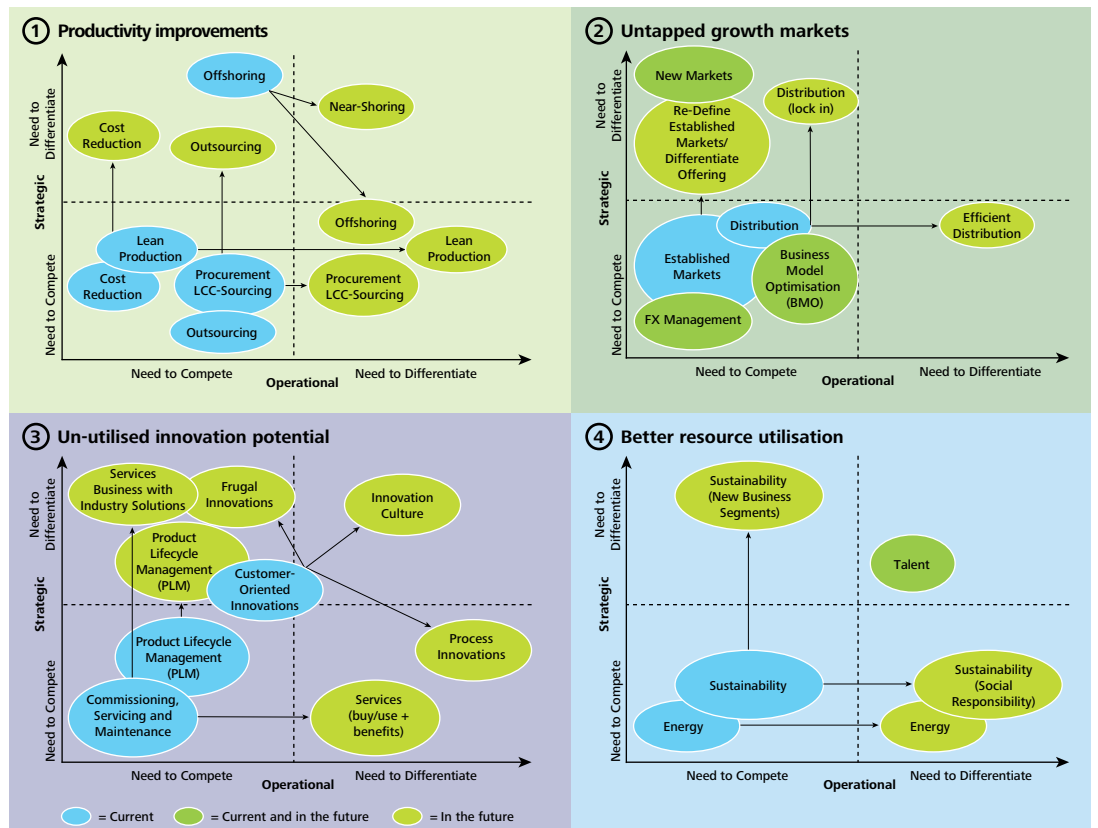 1 Productivity improvements
Need to
Differentiate
Strategic
Need to Compete
Offshoring
Near-Shoring
Cost
Reduction
Outsourcing
Offshoring
Lean
Production
Lean
Production
Cost
Reduction
Procurement
LCC-Sourcing
Procurement
LCC-Sourcing
Outsourcing
Need to Compete
Operational
Need to Differentiate
2 Untapped growth markets
Need to
Differentiate
Strategic
Need to Compete
New Markets
Distribution
(lock in)
Re-Define
Established
Markets/
Differentiate
Offering
Distribution
Efficient
Distribution
Established
Markets
Business
Model
Optimisation
(BMO)
FX Management
Need to Compete
Operational
Need to Differentiate
3 Un-utilised innovation potential
Need to
Differentiate
Strategic
Need to Compete
Services
Business with
Industry Solutions
Frugal
Innovations
Innovation
Culture
Product
Lifecycle
Management
(PLM)
Customer-
Oriented
Innovations
Product Lifecycle
Management
(PLM)
Process
Innovations
Commissioning,
Servicing and
Maintenance
Services
(buy/use +
benefits)
Need to Compete
Operational
Need to Differentiate
4 Better resource utilisation
Need to
Differentiate
Strategic
Need to Compete
Sustainability
(New Business
Segments)
Talent
Sustainability
Sustainability
(Social
Responsibility)
Energy
Energy
Need to Compete
Operational
Need to Differentiate
= Current
= Current and in the future
= In the future